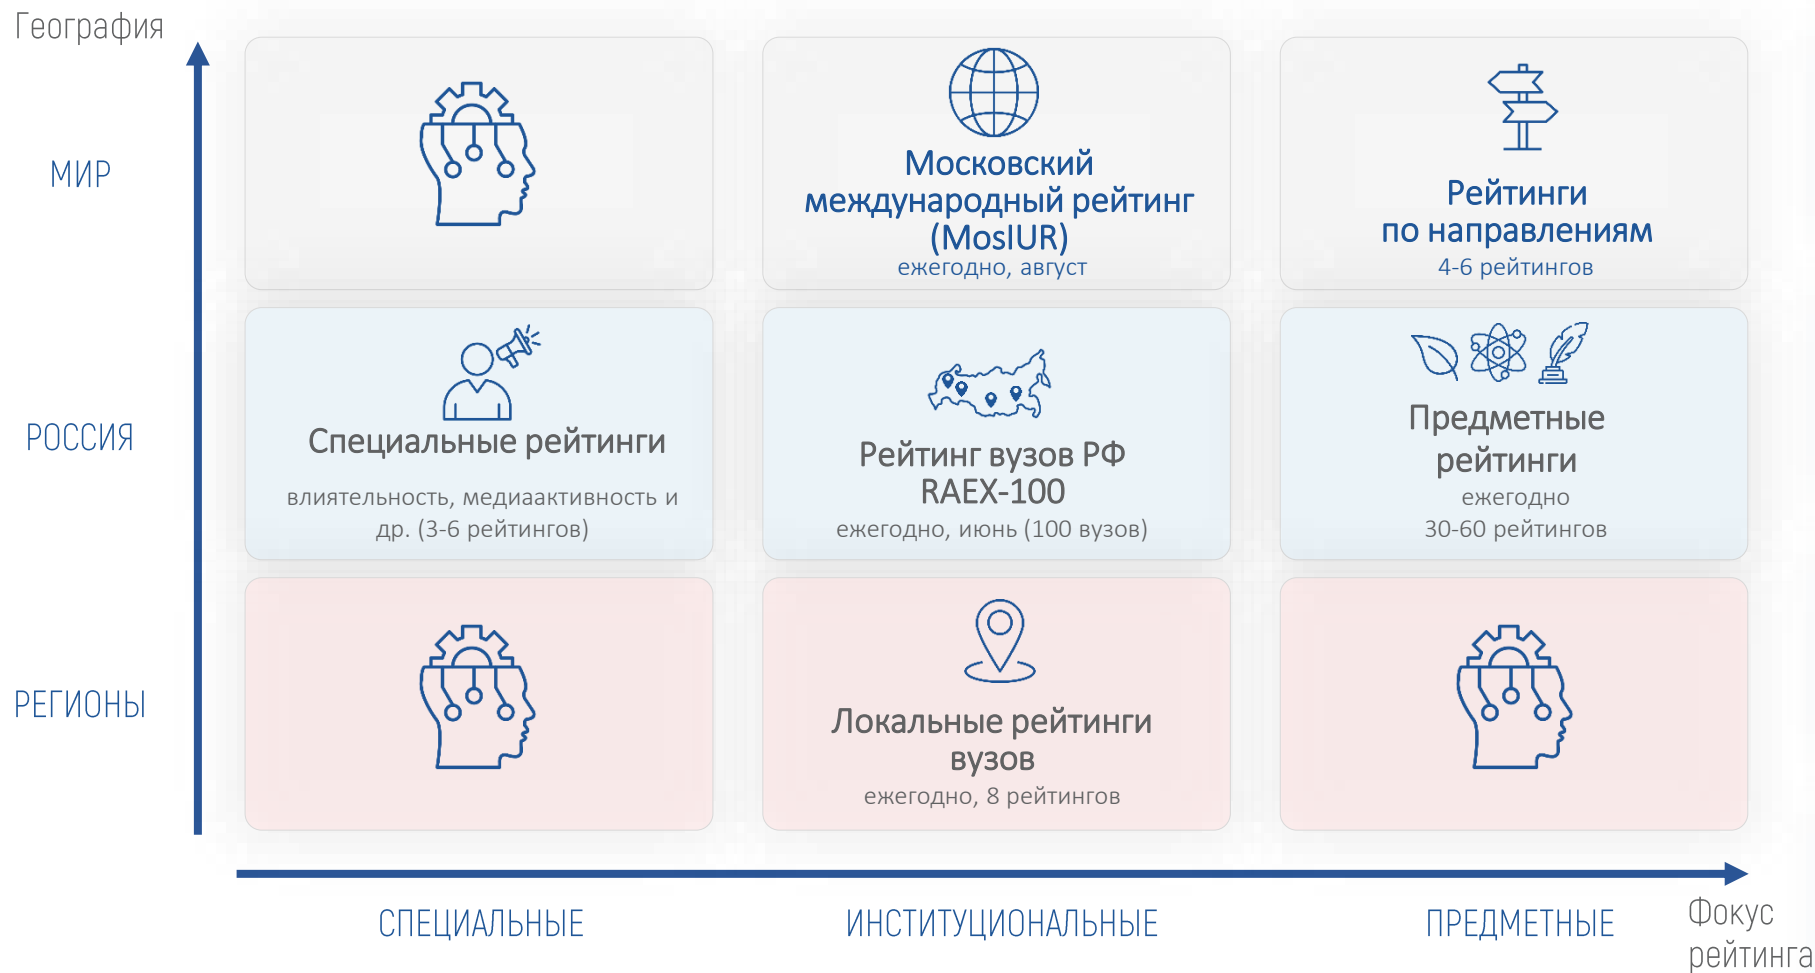 География
МИР
Московский
международный рейтинг
(MosIUR)
ежегодно, август
Рейтинги
по направлениям
4-6 рейтингов
РОССИЯ
Специальные рейтинги
влиятельность, медиаактивность и
др. (3-6 рейтингов)
Рейтинг вузов РФ
RAEX-100
ежегодно, июнь (100 вузов)
Предметные
рейтинги
ежегодно
30-60 рейтингов
РЕГИОНЫ
Локальные рейтинги
вузов
ежегодно, 8 рейтингов
СПЕЦИАЛЬНЫЕ
ИНСТИТУЦИОНАЛЬНЫЕ
ПРЕДМЕТНЫЕ
Фокус
рейтинга